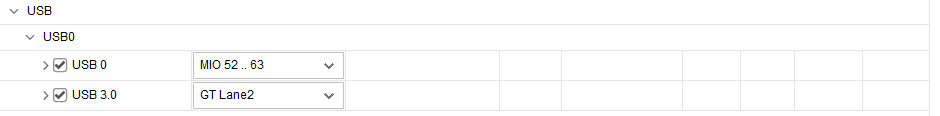 USB
USB0
USB 0 MIO 52 .. 63
USB 3.0 GT Lane2